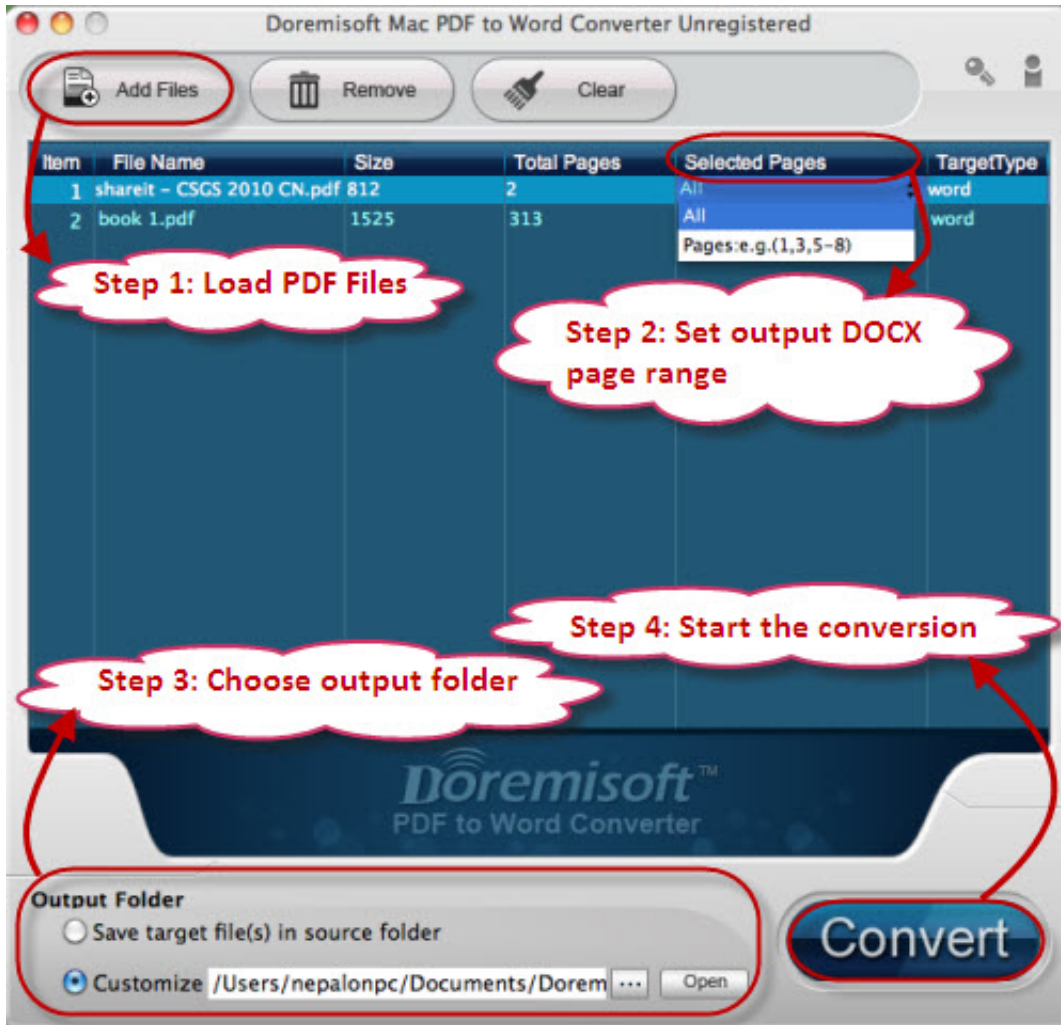 Doremisoft Mac PDF to Word Converter Unregistered
Add Files Remove Clear
Item File Name Size Total Pages Selected Pages TargetType
1 shareit - CSGS 2010 CN.pdf 812 2 All word
2 book 1.pdf 1525 313 All word
Pages:e.g.(1,3,5-8)
Step 1: Load PDF Files
Step 2: Set output DOCX
page range
Step 4: Start the conversion
Step 3: Choose output folder
Doremisoft™
PDF to Word Converter
Output Folder
Save target file(s) in source folder
Customize /Users/nepalonpc/Documents/Dorem ... Open
Convert